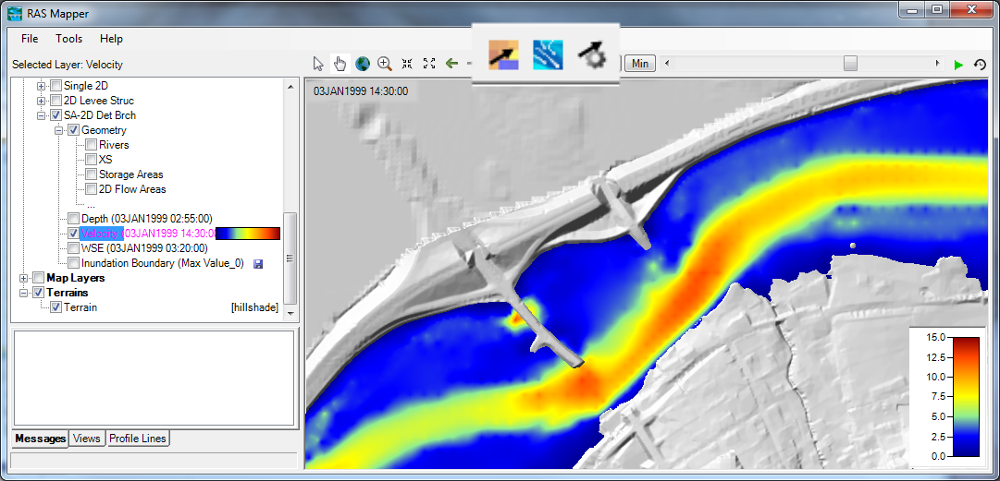 RAS Mapper
File Tools Help
Selected Layer: Velocity
Min
Single 2D
2D Levee Struc
SA-2D Det Brch
Geometry
Rivers
XS
Storage Areas
2D Flow Areas
...
Depth (03JAN1999 02:55:00)
Velocity (03JAN1999 14:30:00
WSE (03JAN1999 03:20:00)
Inundation Boundary (Max Value_0)
Map Layers
Terrains
Terrain [hillshade]
Messages Views Profile Lines
03JAN1999 14:30:00
15.0
12.5
10.0
7.5
5.0
2.5
0.0